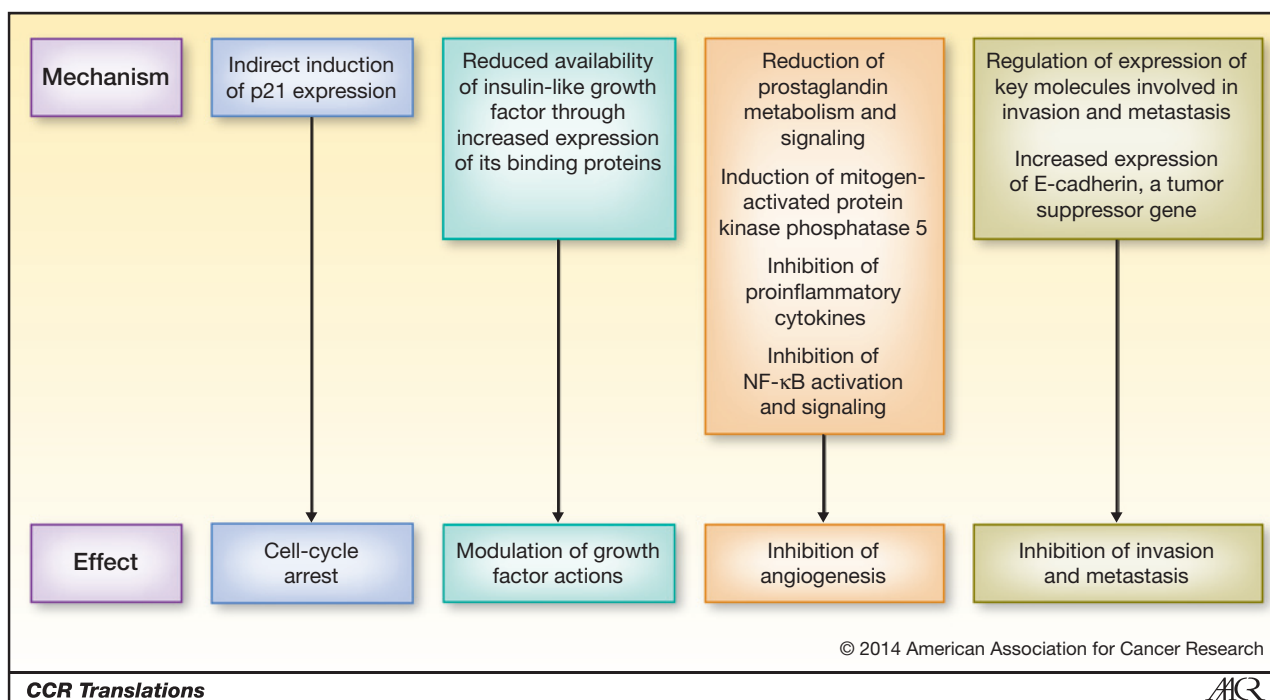 Mechanism
Indirect induction
of p21 expression
Reduced availability
of insulin-like growth
factor through
increased expression
of its binding proteins
Reduction of
prostaglandin
metabolism and
signaling
Induction of mitogen-
activated protein
kinase phosphatase 5
Inhibition of
proinflammatory
cytokines
Inhibition of
NF-κB activation
and signaling
Regulation of expression of
key molecules involved in
invasion and metastasis
Increased expression
of E-cadherin, a tumor
suppressor gene
Effect
Cell-cycle
arrest
Modulation of growth
factor actions
Inhibition of
angiogenesis
Inhibition of invasion
and metastasis
© 2014 American Association for Cancer Research
CCR Translations
AACR